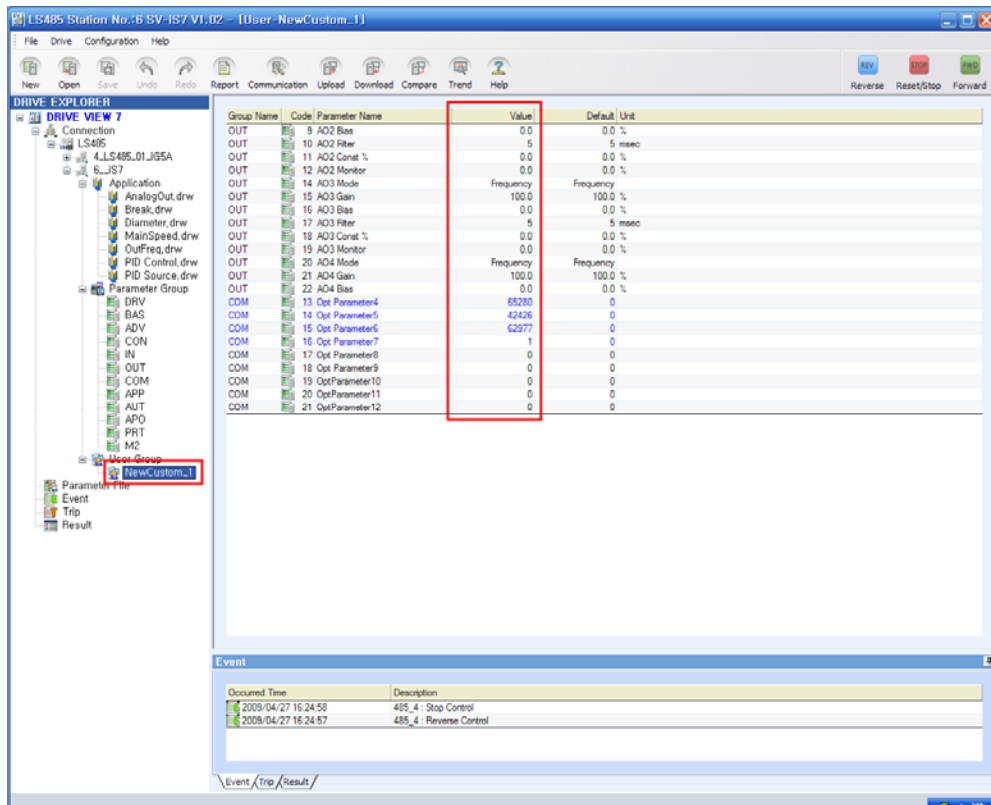 LS485 Station No.:6 SV-iS7 V1.02 - [User-NewCustom_1]
File Drive Configuration Help
New Open Save Undo Redo Report Communication Upload Download Compare Trend Help REV Reverse STOP Reset/Stop FWD Forward
DRIVE EXPLORER
DRIVE VIEW 7
Connection
LS485
4_LS485_01_iG5A
6__iS7
Application
AnalogOut,drw
Break,drw
Diameter,drw
MainSpeed,drw
OutFreq,drw
PID Control,drw
PID Source,drw
Parameter Group
DRV
BAS
ADV
CON
IN
OUT
COM
APP
AUT
APO
PRT
M2
User Group
NewCustom_1
Parameter File
Event
Trip
Result
Group Name Code Parameter Name Value Default Unit
OUT 9 AO2 Bias 0.0 0.0 %
OUT 10 AO2 Filter 5 5 msec
OUT 11 AO2 Const % 0.0 0.0 %
OUT 12 AO2 Monitor 0.0 0.0 %
OUT 14 AO3 Mode Frequency Frequency
OUT 15 AO3 Gain 100.0 100.0 %
OUT 16 AO3 Bias 0.0 0.0 %
OUT 17 AO3 Filter 5 5 msec
OUT 18 AO3 Const % 0.0 0.0 %
OUT 19 AO3 Monitor 0.0 0.0 %
OUT 20 AO4 Mode Frequency Frequency
OUT 21 AO4 Gain 100.0 100.0 %
OUT 22 AO4 Bias 0.0 0.0 %
COM 13 Opt Parameter4 65280 0
COM 14 Opt Parameter5 42426 0
COM 15 Opt Parameter6 62977 0
COM 16 Opt Parameter7 1 0
COM 17 Opt Parameter8 0 0
COM 18 Opt Parameter9 0 0
COM 19 OptParameter10 0 0
COM 20 OptParameter11 0 0
COM 21 OptParameter12 0 0
Event
Occurred Time Description
2009/04/27 16:24:58 485_4 : Stop Control
2009/04/27 16:24:57 485_4 : Reverse Control
Event Trip Result